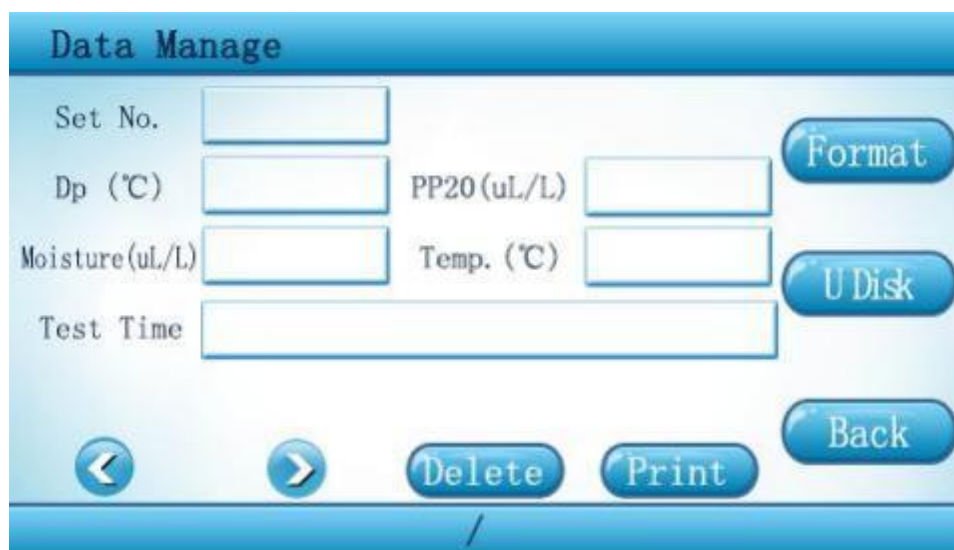 Data Manage
Set No.
Format
Dp (℃)
PP20(uL/L)
Moisture(uL/L)
Temp.(℃)
U Disk
Test Time
Back
Delete
Print
/